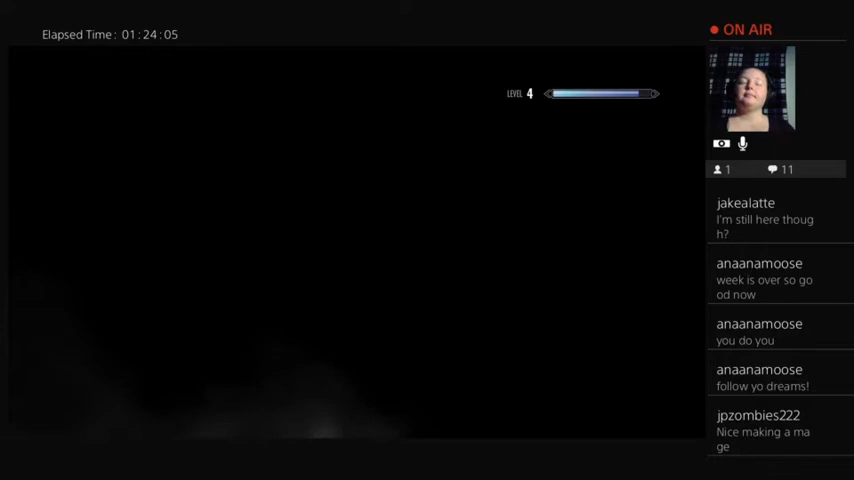 Elapsed Time : 01:24:05
ON AIR
LEVEL 4
1 11
jakealatte
I'm still here thoug
h?
anaanamoose
week is over so go
od now
anaanamoose
you do you
anaanamoose
follow yo dreams!
jpzombies222
Nice making a ma
ge